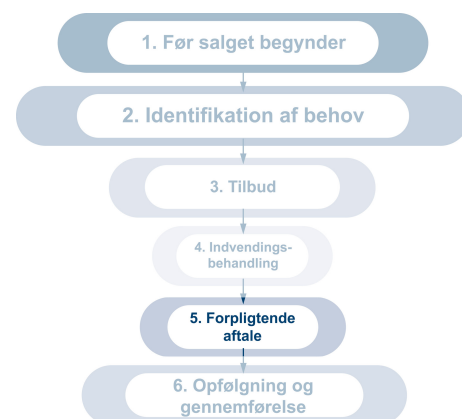 1. Før salget begynder
2. Identifikation af behov
3. Tilbud
4. Indvendings-
behandling
5. Forpligtende
aftale
6. Opfølgning og
gennemførelse